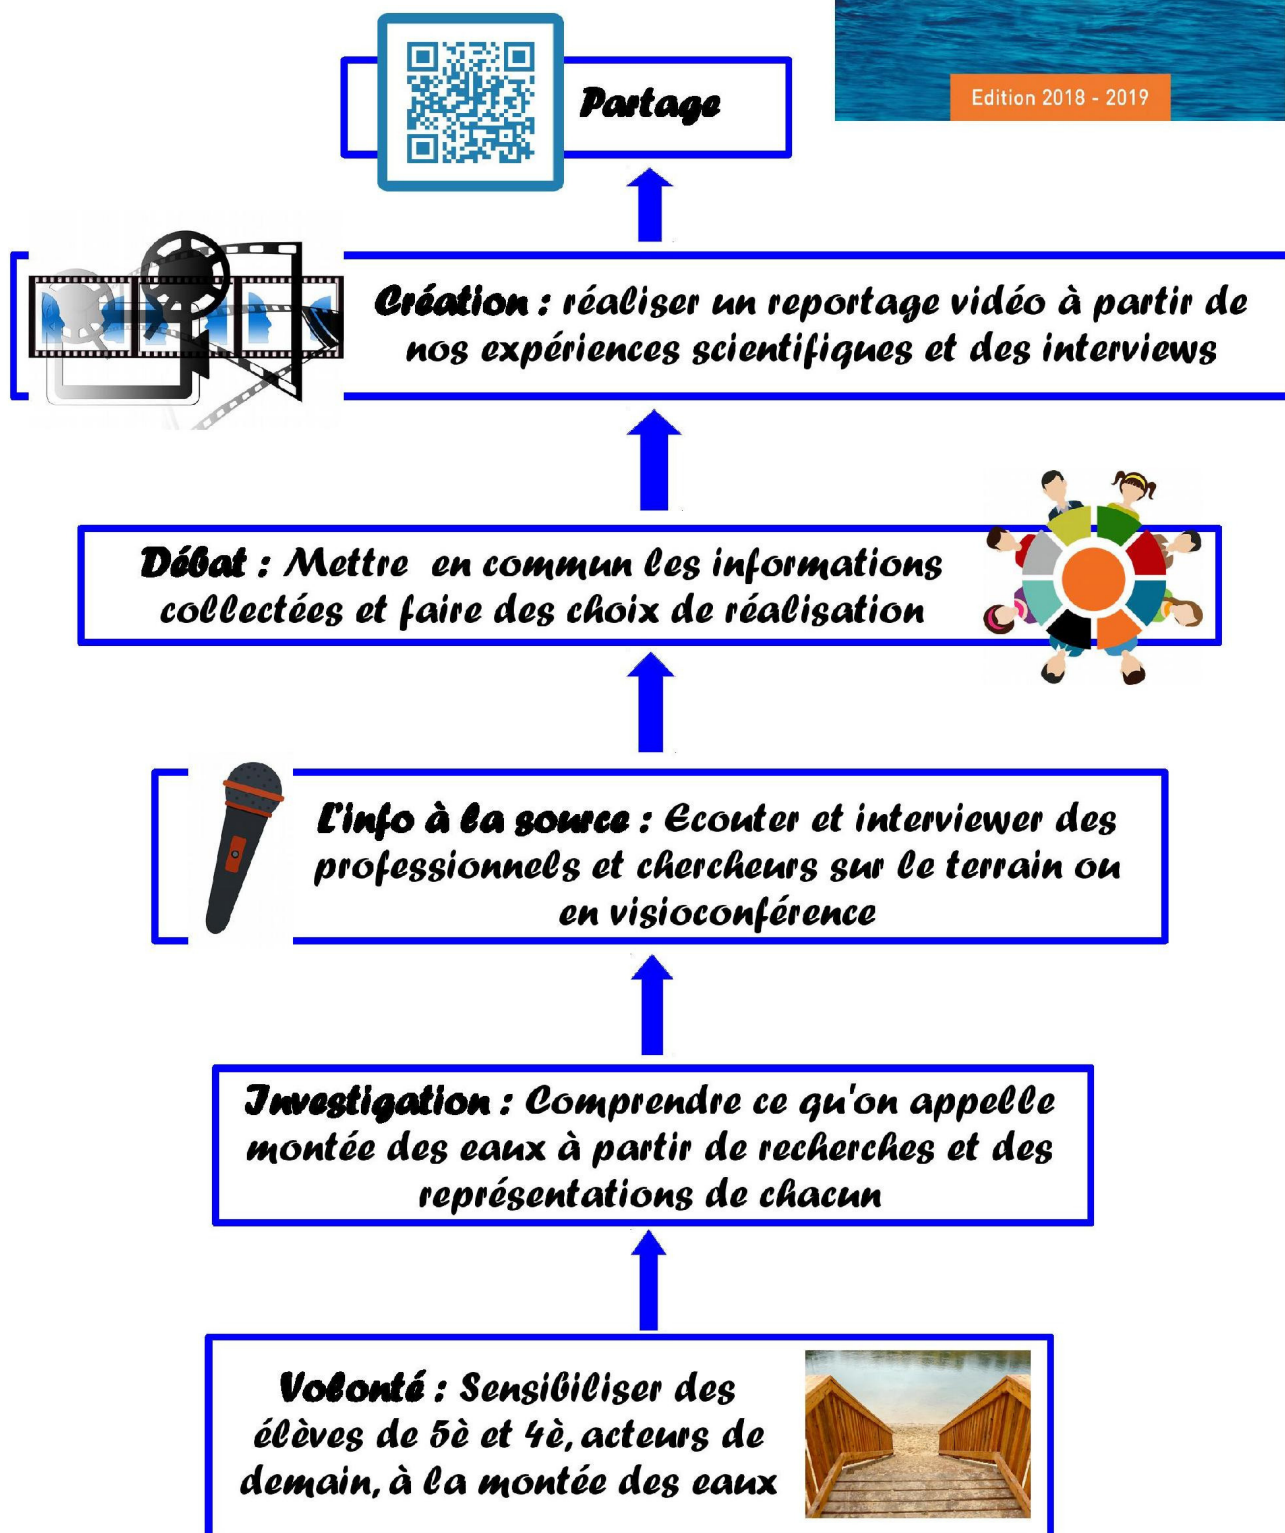 Edition 2018 - 2019
Partage
Création : réaliser un reportage vidéo à partir de
nos expériences scientifiques et des interviews
Débat : Mettre en commun les informations
collectées et faire des choix de réalisation
L'info à la source : Ecouter et interviewer des
professionnels et chercheurs sur le terrain ou
en visioconférence
Investigation : Comprendre ce qu'on appelle
montée des eaux à partir de recherches et des
représentations de chacun
Volonté : Sensibiliser des
élèves de 5è et 4è, acteurs de
demain, à la montée des eaux